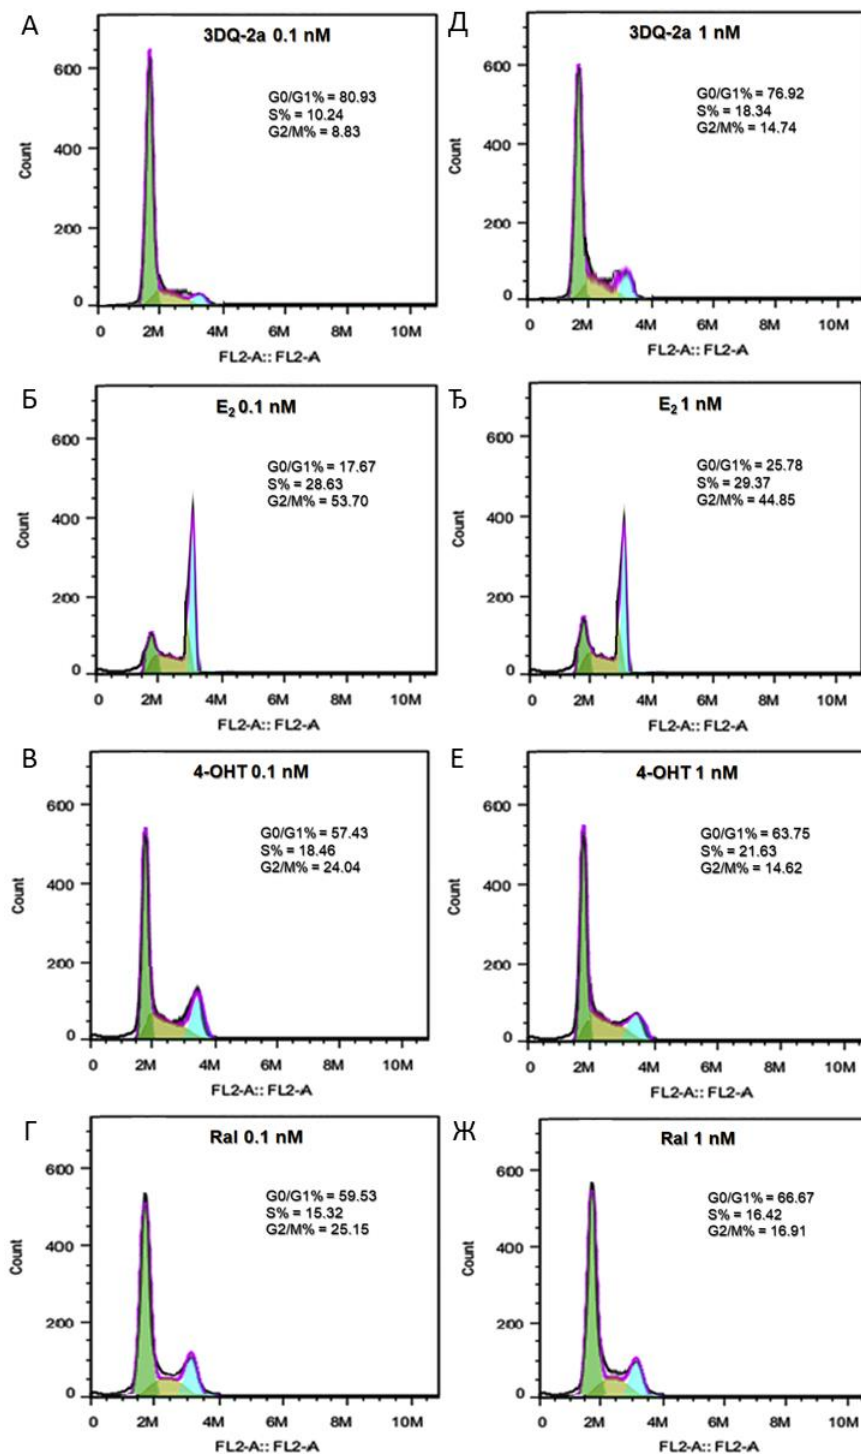 А
3DQ-2a 0.1 nM
G0/G1% = 80.93
S% = 10.24
G2/M% = 8.83
Count
600
400
200
0
0 2M 4M 6M 8M 10M
FL2-A:: FL2-A
Д
3DQ-2a 1 nM
G0/G1% = 76.92
S% = 18.34
G2/M% = 14.74
Count
600
400
200
0
0 2M 4M 6M 8M 10M
FL2-A:: FL2-A
Б
E₂ 0.1 nM
G0/G1% = 17.67
S% = 28.63
G2/M% = 53.70
Count
600
400
200
0
0 2M 4M 6M 8M 10M
FL2-A:: FL2-A
Ђ
E₂ 1 nM
G0/G1% = 25.78
S% = 29.37
G2/M% = 44.85
Count
600
400
200
0
0 2M 4M 6M 8M 10M
FL2-A:: FL2-A
В
4-OHT 0.1 nM
G0/G1% = 57.43
S% = 18.46
G2/M% = 24.04
Count
600
400
200
0
0 2M 4M 6M 8M 10M
FL2-A:: FL2-A
Е
4-OHT 1 nM
G0/G1% = 63.75
S% = 21.63
G2/M% = 14.62
Count
600
400
200
0
0 2M 4M 6M 8M 10M
FL2-A:: FL2-A
Г
Ral 0.1 nM
G0/G1% = 59.53
S% = 15.32
G2/M% = 25.15
Count
600
400
200
0
0 2M 4M 6M 8M 10M
FL2-A:: FL2-A
Ж
Ral 1 nM
G0/G1% = 66.67
S% = 16.42
G2/M% = 16.91
Count
600
400
200
0
0 2M 4M 6M 8M 10M
FL2-A:: FL2-A